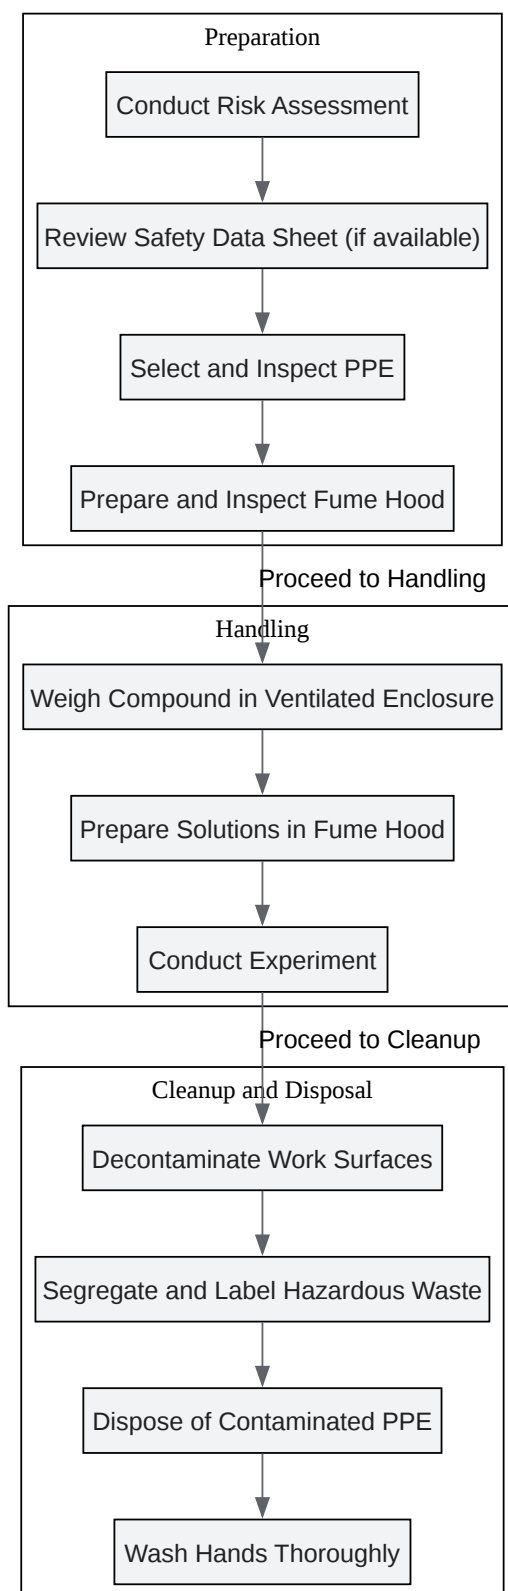 Preparation
Conduct Risk Assessment
Review Safety Data Sheet (if available)
Select and Inspect PPE
Prepare and Inspect Fume Hood
Proceed to Handling
Handling
Weigh Compound in Ventilated Enclosure
Prepare Solutions in Fume Hood
Conduct Experiment
Proceed to Cleanup
Cleanup and Disposal
Decontaminate Work Surfaces
Segregate and Label Hazardous Waste
Dispose of Contaminated PPE
Wash Hands Thoroughly